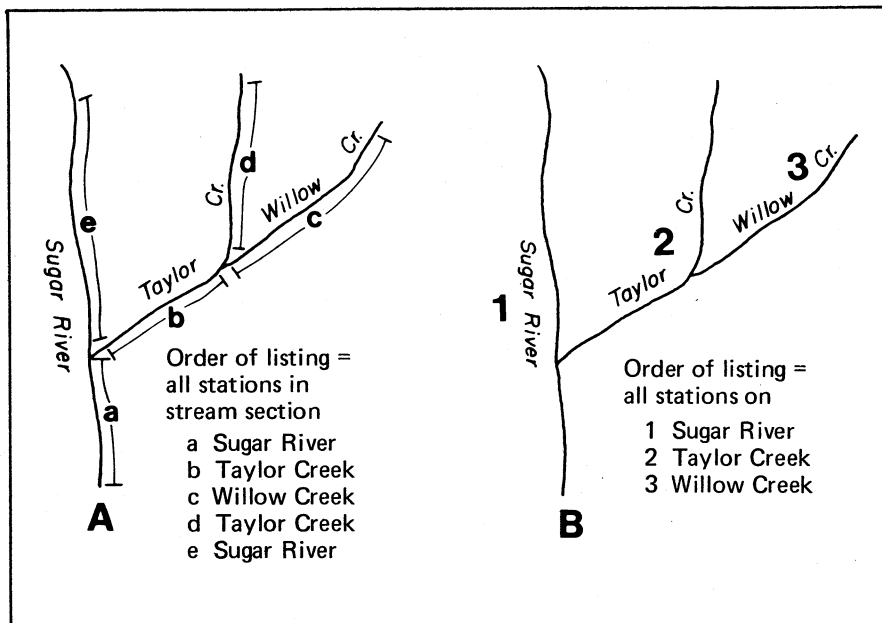 e
d
c
b
a
Sugar River
Taylor Cr.
Willow Cr.
Order of listing =
all stations in
stream section
a Sugar River
b Taylor Creek
c Willow Creek
d Taylor Creek
e Sugar River
A
1
2
3
Sugar River
Taylor Cr.
Willow Cr.
Order of listing =
all stations on
1 Sugar River
2 Taylor Creek
3 Willow Creek
B